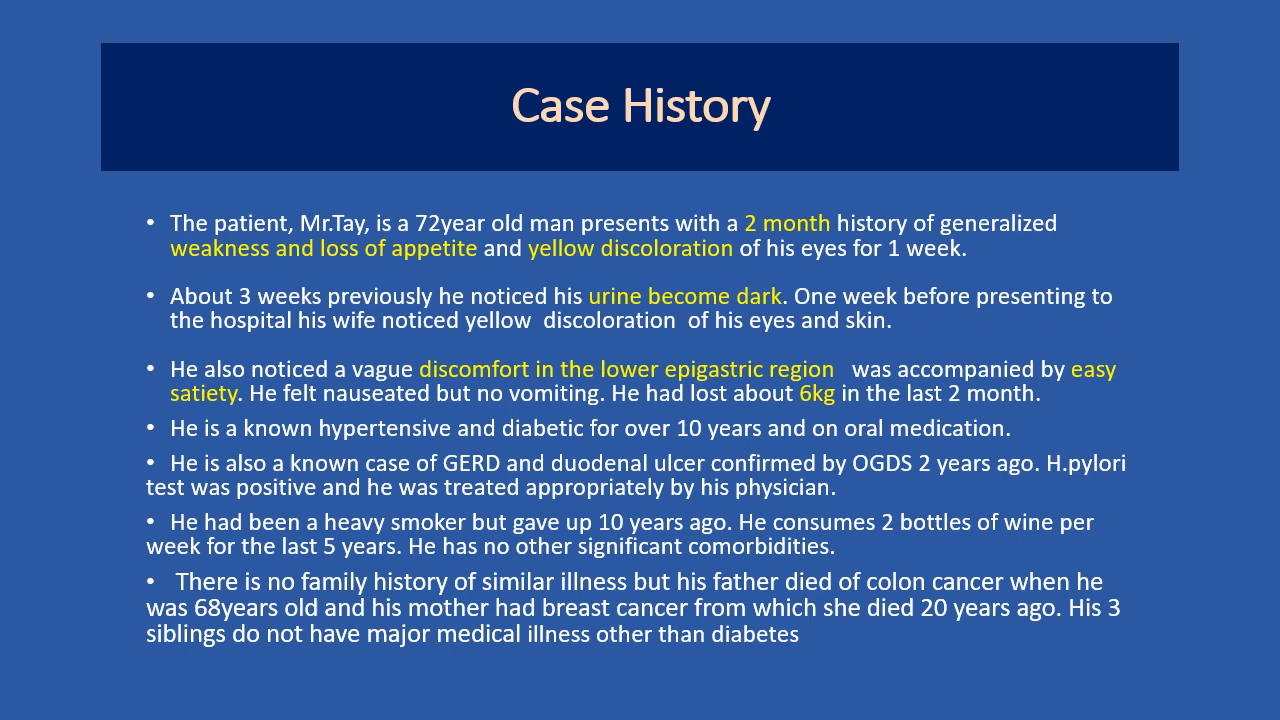 Case History
• The patient, Mr.Tay, is a 72year old man presents with a 2 month history of generalized
weakness and loss of appetite and yellow discoloration of his eyes for 1 week.
• About 3 weeks previously he noticed his urine become dark. One week before presenting to
the hospital his wife noticed yellow  discoloration  of his eyes and skin.
• He also noticed a vague discomfort in the lower epigastric region   was accompanied by easy
satiety. He felt nauseated but no vomiting. He had lost about 6kg in the last 2 month.
• He is a known hypertensive and diabetic for over 10 years and on oral medication.
• He is also a known case of GERD and duodenal ulcer confirmed by OGDS 2 years ago. H.pylori
test was positive and he was treated appropriately by his physician.
• He had been a heavy smoker but gave up 10 years ago. He consumes 2 bottles of wine per
week for the last 5 years. He has no other significant comorbidities.
• There is no family history of similar illness but his father died of colon cancer when he
was 68years old and his mother had breast cancer from which she died 20 years ago. His 3
siblings do not have major medical illness other than diabetes